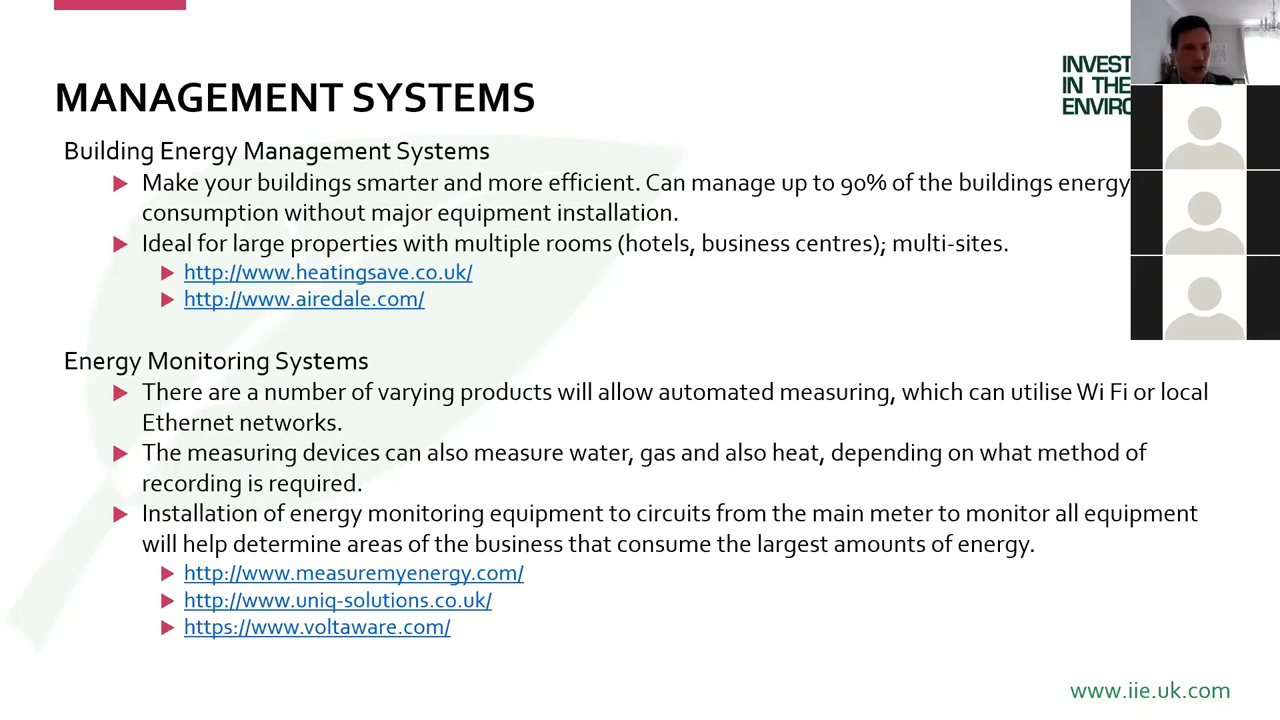 MANAGEMENT SYSTEMS
INVEST
IN THE
ENVIRO
Building Energy Management Systems
Make your buildings smarter and more efficient. Can manage up to 90% of the buildings energy
consumption without major equipment installation.
Ideal for large properties with multiple rooms (hotels, business centres); multi-sites.
http://www.heatingsave.co.uk/
http://www.airedale.com/
Energy Monitoring Systems
There are a number of varying products will allow automated measuring, which can utilise Wi Fi or local
Ethernet networks.
The measuring devices can also measure water, gas and also heat, depending on what method of
recording is required.
Installation of energy monitoring equipment to circuits from the main meter to monitor all equipment
will help determine areas of the business that consume the largest amounts of energy.
http://www.measuremyenergy.com/
http://www.uniq-solutions.co.uk/
https://www.voltaware.com/
www.iie.uk.com